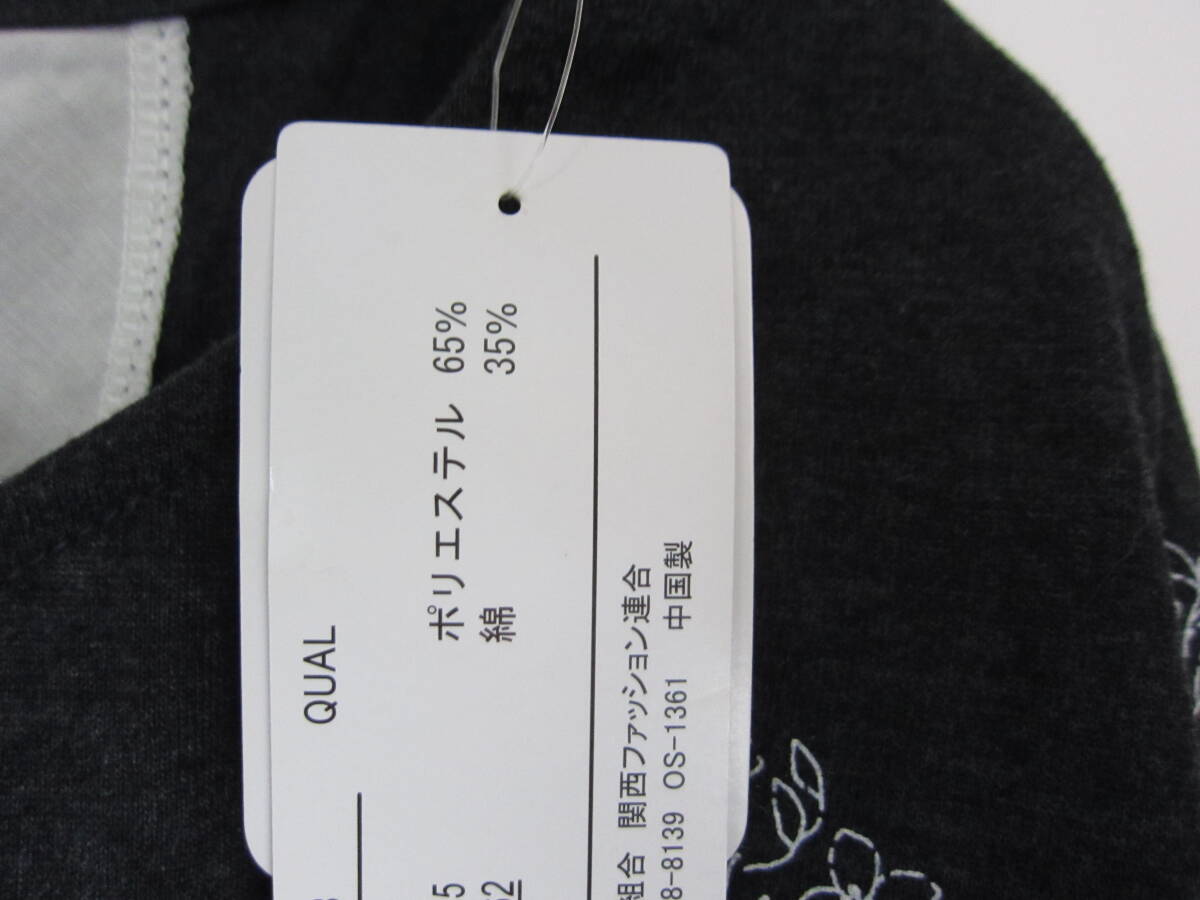 QUAL
ポリエステル 65%
綿 35%
組合 関西ファッション連合
8-8139 OS-1361 中国製